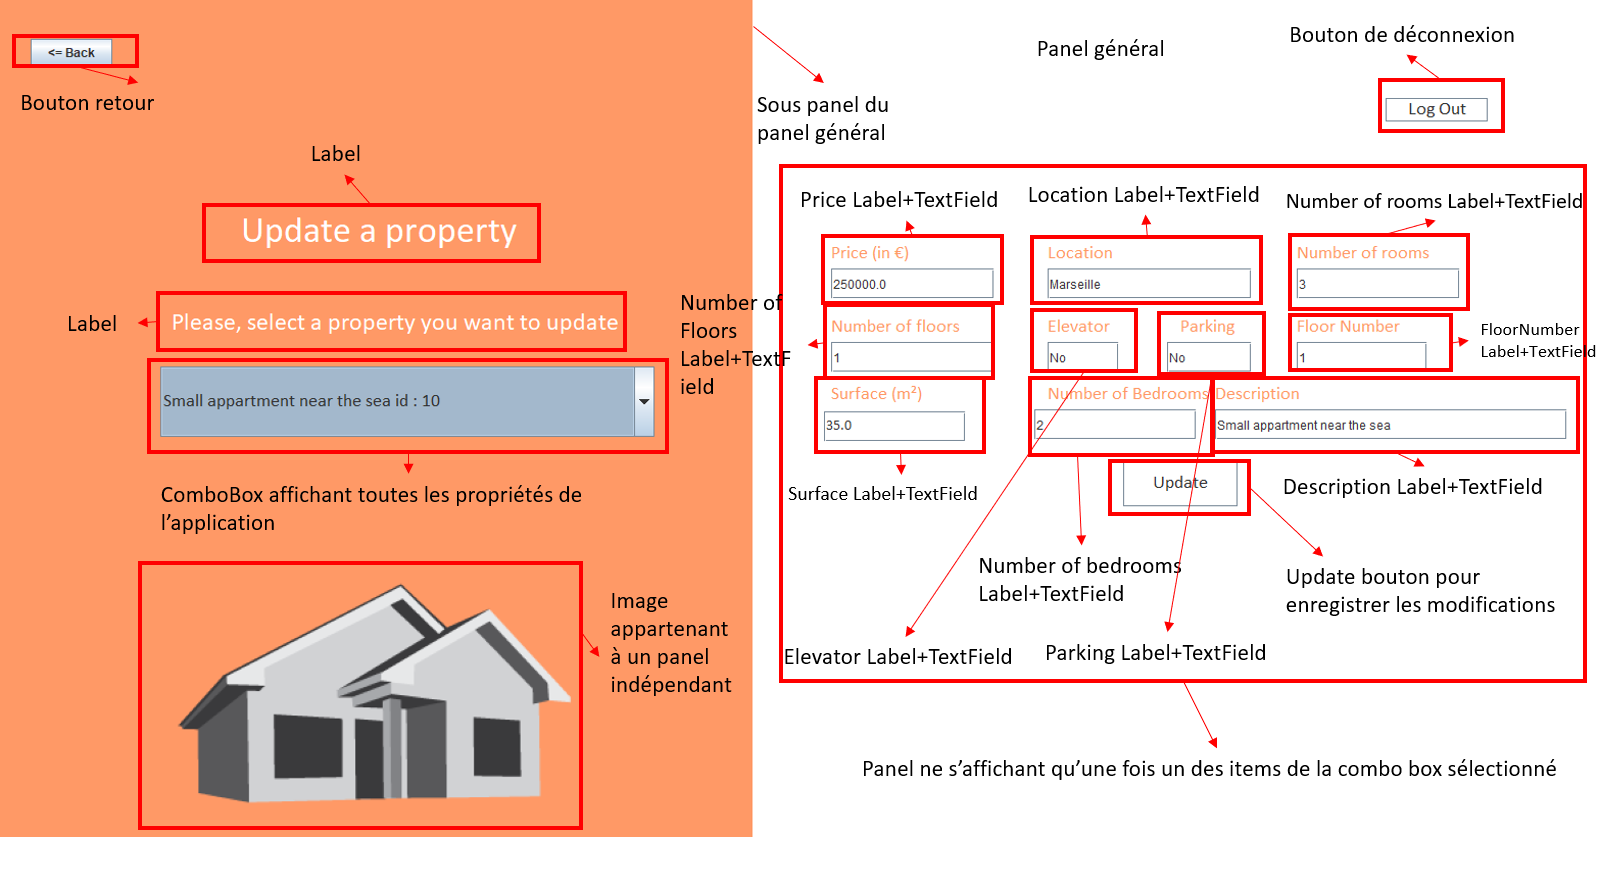 <= Back
Bouton retour
Label
Update a property
Label
Please, select a property you want to update
Small appartment near the sea id : 10
ComboBox affichant toutes les propriétés de
l’application
Image
appartenant
à un panel
indépendant
Sous panel du
panel général
Panel général
Bouton de déconnexion
Log Out
Price Label+TextField
Location Label+TextField
Number of rooms Label+TextField
Price (in €)
250000.0
Location
Marseille
Number of rooms
3
Number of
Floors
Label+TextF
ield
Number of floors
1
Elevator
No
Parking
No
Floor Number
1
FloorNumber
Label+TextField
Surface (m²)
35.0
Number of Bedrooms
2
Description
Small appartment near the sea
Update
Surface Label+TextField
Description Label+TextField
Number of bedrooms
Label+TextField
Update bouton pour
enregistrer les modifications
Elevator Label+TextField
Parking Label+TextField
Panel ne s’affichant qu’une fois un des items de la combo box sélectionné